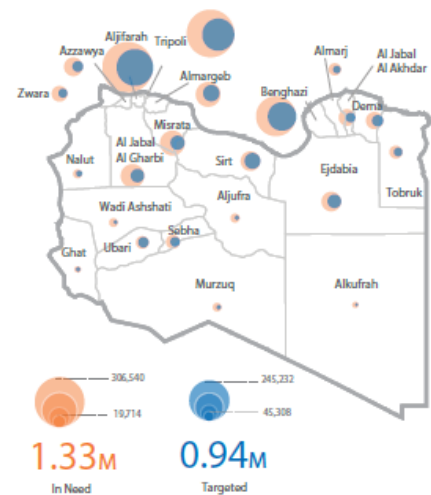 Aljifarah
Tripoli
Azzawya
Almarj
Al Jabal
Al Akhdar
Zwara
Almargeb
Benghazi
Derna
Misrata
Nalut
Al Jabal
Al Gharbi
Sirt
Ejdabia
Tobruk
Wadi Ashshati
Aljufra
Sebha
Ubari
Ghat
Murzuq
Alkufrah
306,540
19,714
245,232
45,308
1.33M
In Need
0.94M
Targeted